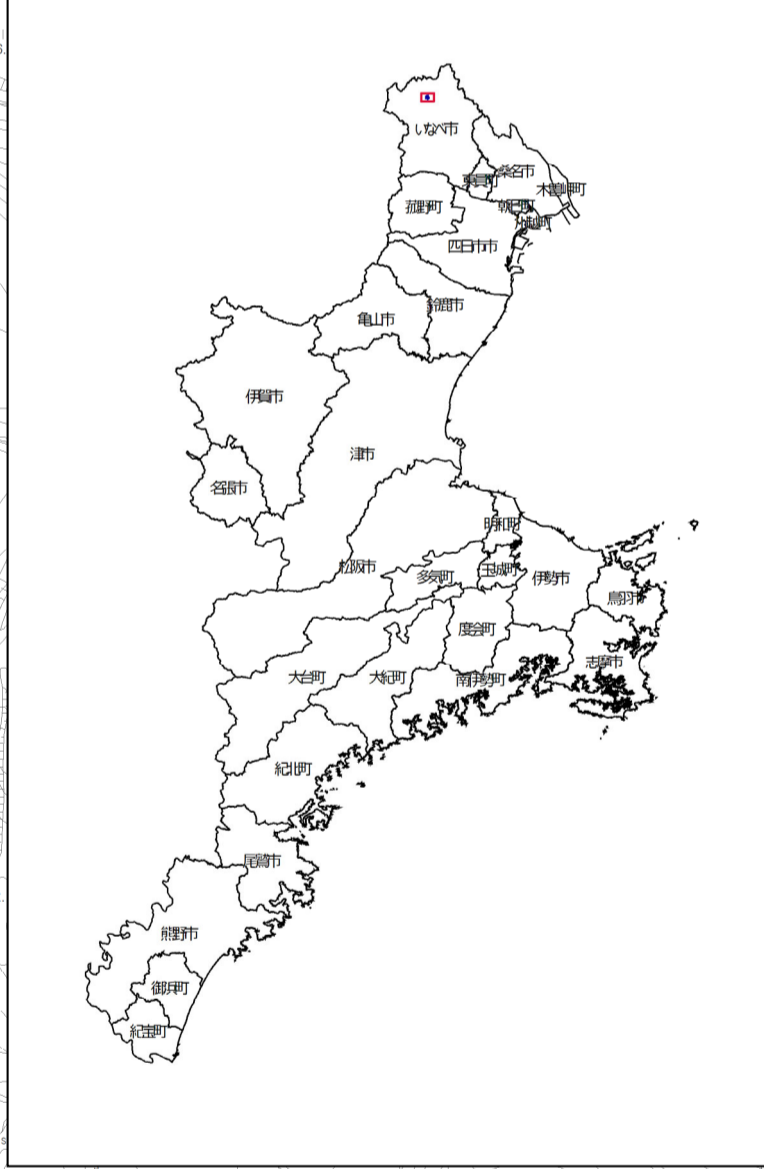 いなべ市
桑名市
東員町
木曽岬町
菰野町
朝日町
川越町
四日市市
鈴鹿市
亀山市
伊賀市
津市
名張市
明和町
松阪市
多気町
玉城町
伊勢市
鳥羽市
度会町
志摩市
大台町
大紀町
南伊勢町
紀北町
尾鷲市
熊野市
御浜町
紀宝町